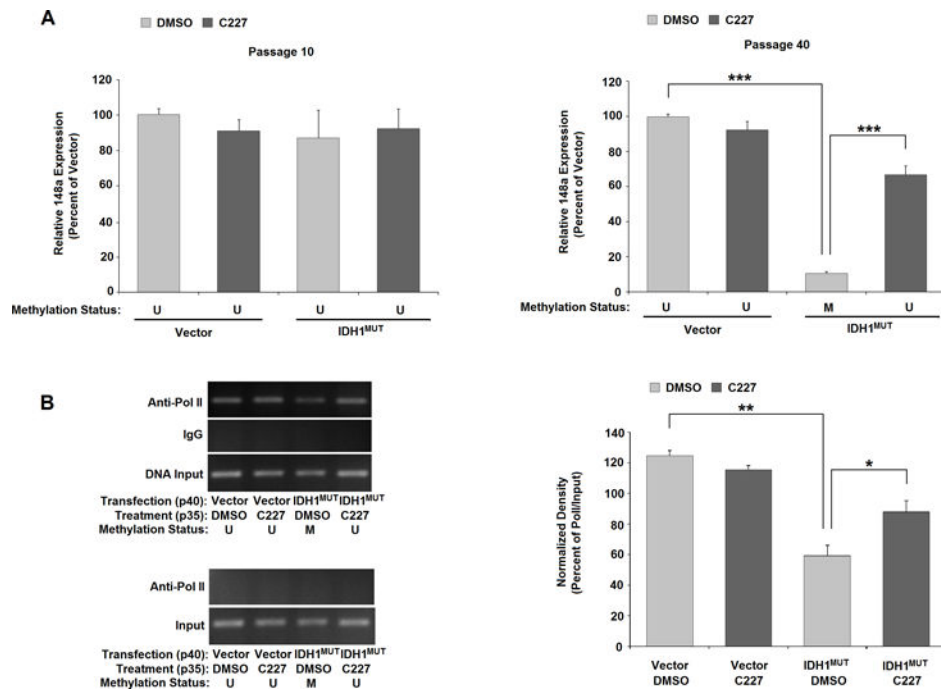 A
DMSO C227
Passage 10
Relative 148a Expression
(Percent of Vector)
120
100
80
60
40
20
0
Methylation Status: U U U U
Vector IDH1MUT
DMSO C227
Passage 40
Relative 148a Expression
(Percent of Vector)
120
100
80
60
40
20
0
***
***
Methylation Status: U U M U
Vector IDH1MUT
B
Anti-Pol II
IgG
DNA Input
Transfection (p40): Vector Vector IDH1MUT IDH1MUT
Treatment (p35): DMSO C227 DMSO C227
Methylation Status: U U M U
Anti-Pol II
Input
Transfection (p40): Vector Vector IDH1MUT IDH1MUT
Treatment (p35): DMSO C227 DMSO C227
Methylation Status: U U M U
DMSO C227
Normalized Density
(Percent of PolI/Input)
140
120
100
80
60
40
20
0
**
*
Vector Vector IDH1MUT IDH1MUT
DMSO C227 DMSO C227